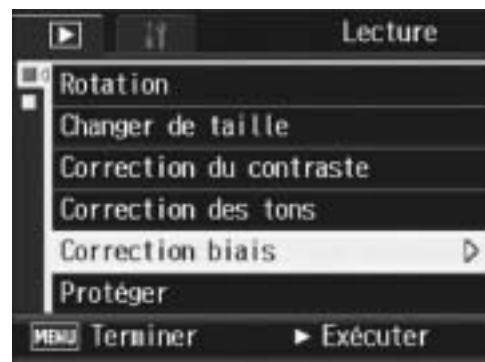 Lecture
Rotation
Changer de taille
Correction du contraste
Correction des tons
Correction biais
Protéger
MENU Terminer ► Exécuter